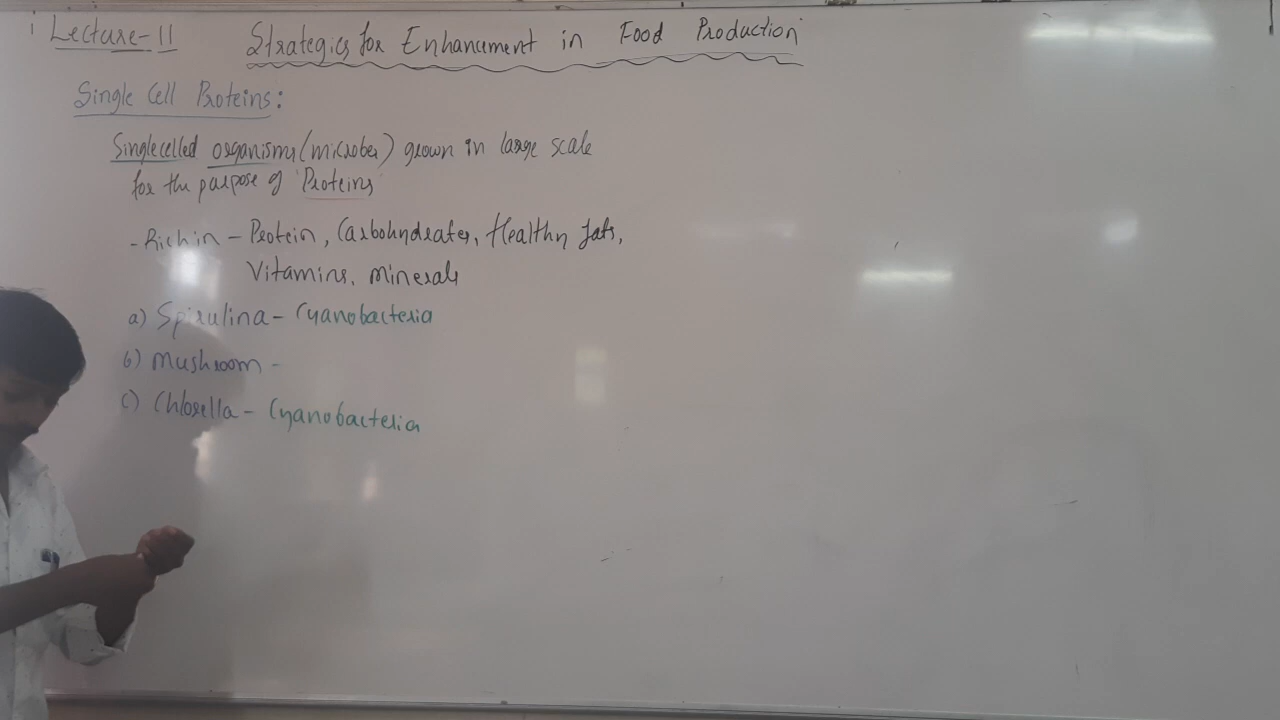 Lecture-11 Strategies for Enhancement in Food Production
Single Cell Proteins:
Singlecelled organisms (microbes) grown in large scale
for the purpose of 'Proteins'
- Rich in - Protein, Carbohydrates, Healthy fats,
Vitamins, minerals
a) Spirulina - Cyanobacteria
b) Mushroom -
c) Chlorella - Cyanobacteria